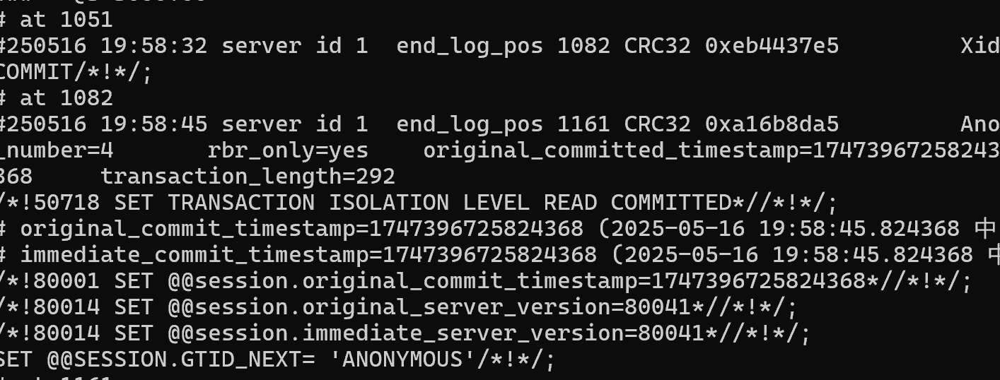 # at 1051
#250516 19:58:32 server id 1  end_log_pos 1082 CRC32 0xeb4437e5         Xid
COMMIT/*!*/;
# at 1082
#250516 19:58:45 server id 1  end_log_pos 1161 CRC32 0xa16b8da5         Ano
_number=4       rbr_only=yes    original_committed_timestamp=17473967258243
368     transaction_length=292
/*!50718 SET TRANSACTION ISOLATION LEVEL READ COMMITTED*//*!*/;
# original_commit_timestamp=1747396725824368 (2025-05-16 19:58:45.824368 中
# immediate_commit_timestamp=1747396725824368 (2025-05-16 19:58:45.824368 中
/*!80001 SET @@session.original_commit_timestamp=1747396725824368*//*!*/;
/*!80014 SET @@session.original_server_version=80041*//*!*/;
/*!80014 SET @@session.immediate_server_version=80041*//*!*/;
SET @@SESSION.GTID_NEXT= 'ANONYMOUS'/*!*/;
# at 1161